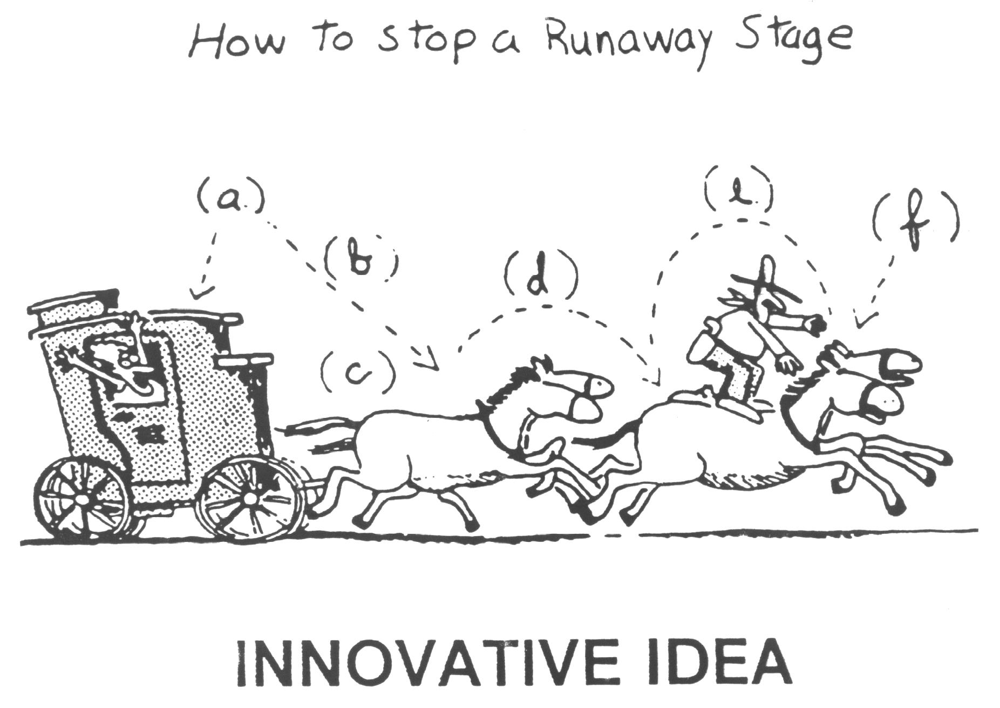 How to stop a Runaway Stage
(a.)
(b)
(c)
(d)
(e.)
(f)
INNOVATIVE IDEA